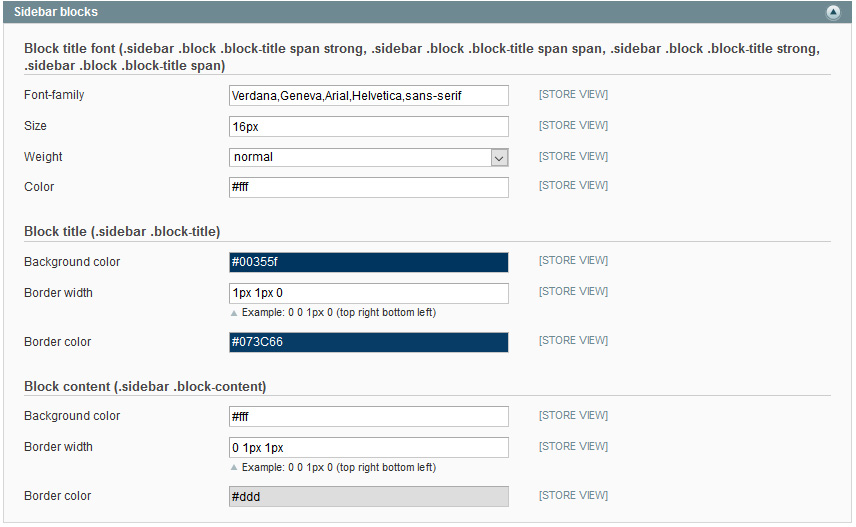 Sidebar blocks
Block title font (.sidebar .block .block-title span strong, .sidebar .block .block-title span span, .sidebar .block .block-title strong,
.sidebar .block .block-title span)
Font-family Verdana,Geneva,Arial,Helvetica,sans-serif [STORE VIEW]
Size 16px [STORE VIEW]
Weight normal [STORE VIEW]
Color #fff [STORE VIEW]
Block title (.sidebar .block-title)
Background color #00355f [STORE VIEW]
Border width 1px 1px 0 [STORE VIEW]
Example: 0 0 1px 0 (top right bottom left)
Border color #073C66 [STORE VIEW]
Block content (.sidebar .block-content)
Background color #fff [STORE VIEW]
Border width 0 1px 1px [STORE VIEW]
Example: 0 0 1px 0 (top right bottom left)
Border color #ddd [STORE VIEW]